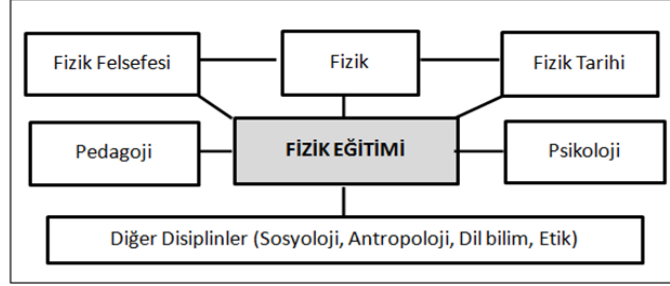 Fizik Felsefesi
Fizik
Fizik Tarihi
Pedagoji
FİZİK EĞİTİMİ
Psikoloji
Diğer Disiplinler (Sosyoloji, Antropoloji, Dil bilim, Etik)